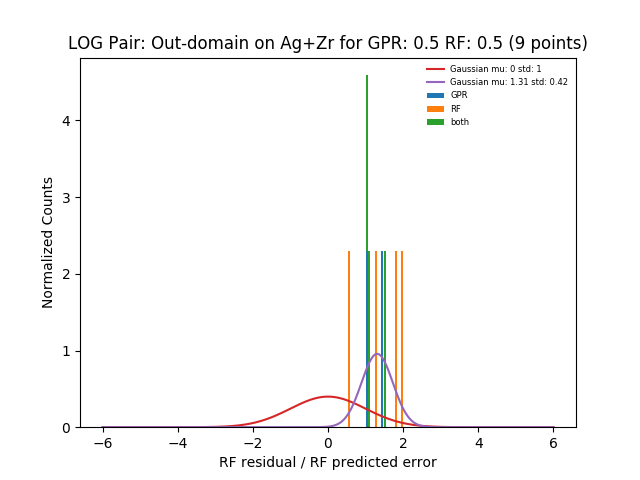 LOG Pair: Out-domain on Ag+Zr for GPR: 0.5 RF: 0.5 (9 points)
Gaussian mu: 0 std: 1
Gaussian mu: 1.31 std: 0.42
GPR
RF
both
Normalized Counts
4
3
2
1
0
−6
−4
−2
0
2
4
6
RF residual / RF predicted error